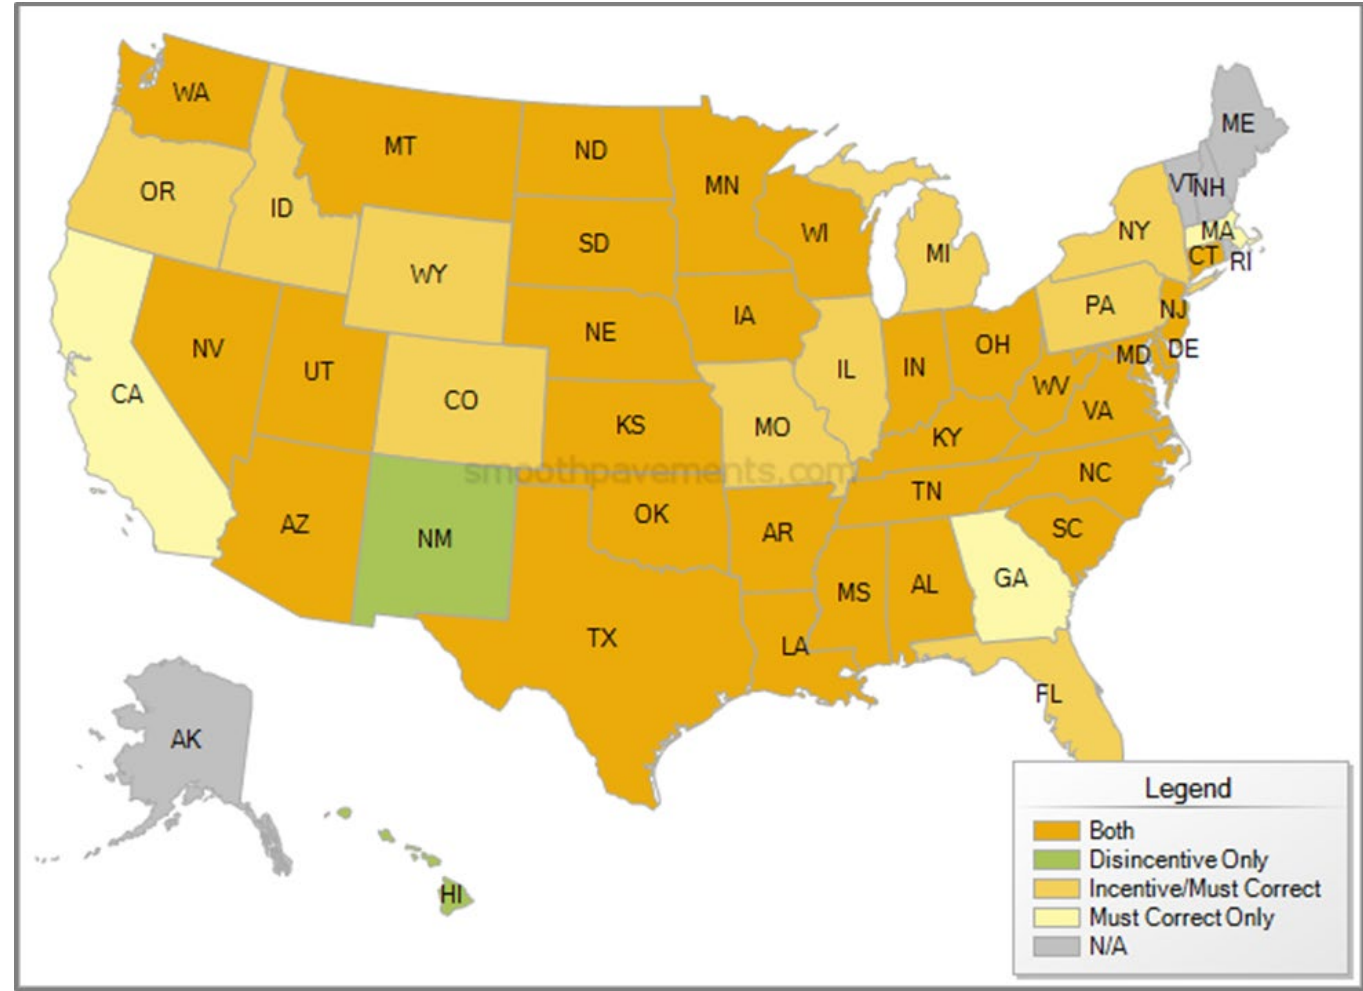 WA
MT
ND
MN
ME
OR
ID
SD
WI
VT
NH
WY
MI
NY
MA
CT
RI
NE
IA
PA
NJ
NV
UT
CO
IL
IN
OH
MD
DE
CA
KS
MO
WV
VA
KY
smoothpavements.com
TN
NC
AZ
NM
OK
AR
SC
MS
AL
GA
TX
LA
FL
AK
HI
Legend
Both
Disincentive Only
Incentive/Must Correct
Must Correct Only
N/A